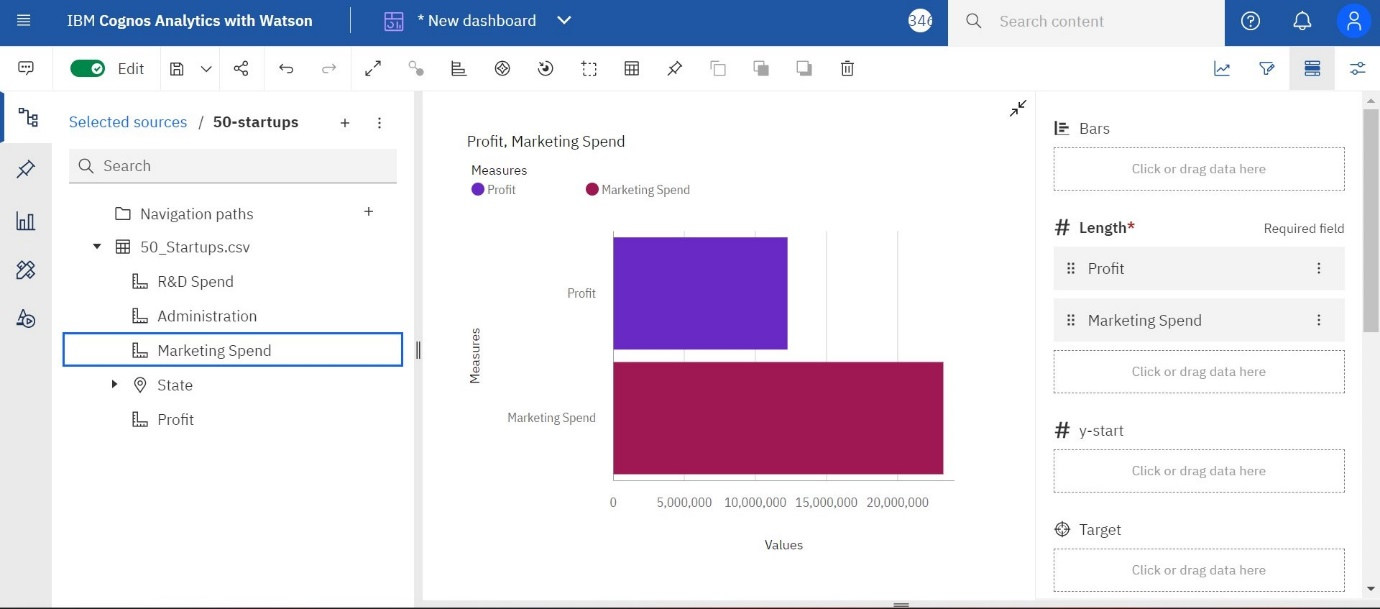 IBM Cognos Analytics with Watson
* New dashboard
346
Search content
Edit
Selected sources / 50-startups
Search
Navigation paths
50_Startups.csv
R&D Spend
Administration
Marketing Spend
State
Profit
Profit, Marketing Spend
Measures
Profit Marketing Spend
Measures
Profit
Marketing Spend
0 5,000,000 10,000,000 15,000,000 20,000,000
Values
Bars
Click or drag data here
# Length* Required field
Profit
Marketing Spend
Click or drag data here
# y-start
Click or drag data here
Target
Click or drag data here